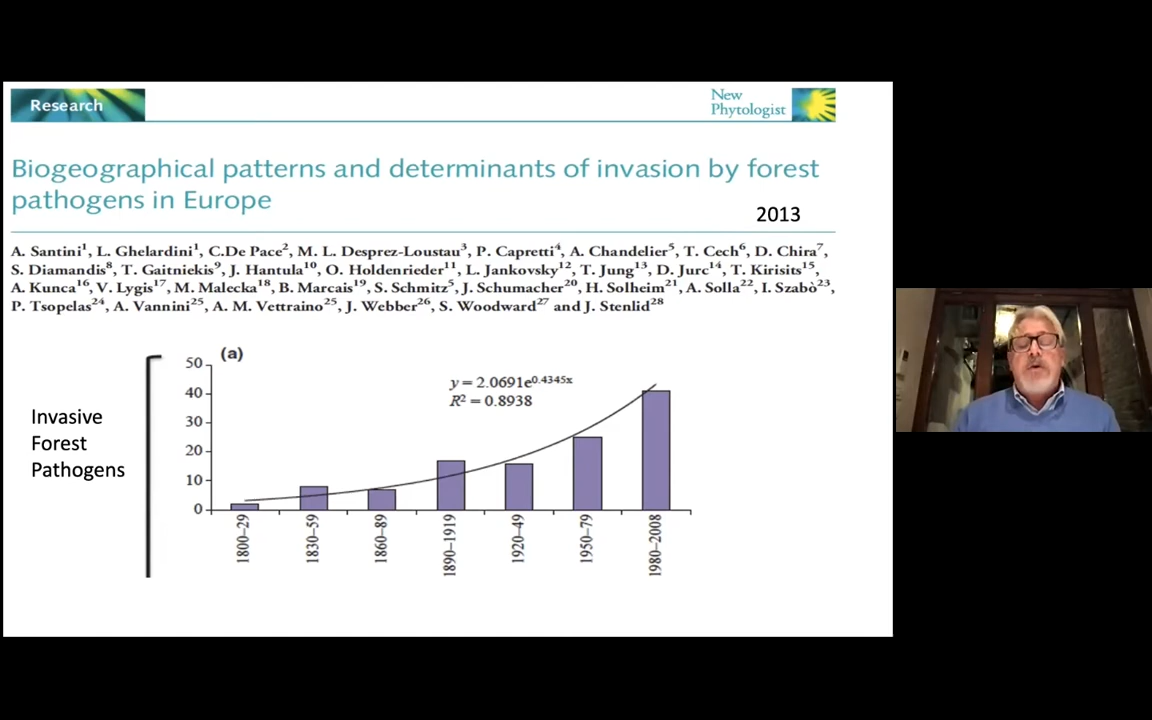 Research
New
Phytologist
Biogeographical patterns and determinants of invasion by forest
pathogens in Europe
2013
A. Santini¹, L. Ghelardini¹, C.De Pace², M. L. Desprez-Loustau³, P. Capretti⁴, A. Chandelier⁵, T. Cech⁶, D. Chira⁷,
S. Diamandis⁸, T. Gaitniekis⁹, J. Hantula¹⁰, O. Holdenrieder¹¹, L. Jankovsky¹², T. Jung¹³, D. Jurc¹⁴, T. Kirisits¹⁵,
A. Kunca¹⁶, V. Lygis¹⁷, M. Malecka¹⁸, B. Marcais¹⁹, S. Schmitz⁵, J. Schumacher²⁰, H. Solheim²¹, A. Solla²², I. Szabò²³,
P. Tsopelas²⁴, A. Vannini²⁵, A. M. Vettraino²⁵, J. Webber²⁶, S. Woodward²⁷ and J. Stenlid²⁸
Invasive
Forest
Pathogens
(a)
50
40
30
20
10
0
y = 2.0691e^0.4345x
R² = 0.8938
1800–29
1830–59
1860–89
1890–1919
1920–49
1950–79
1980–2008